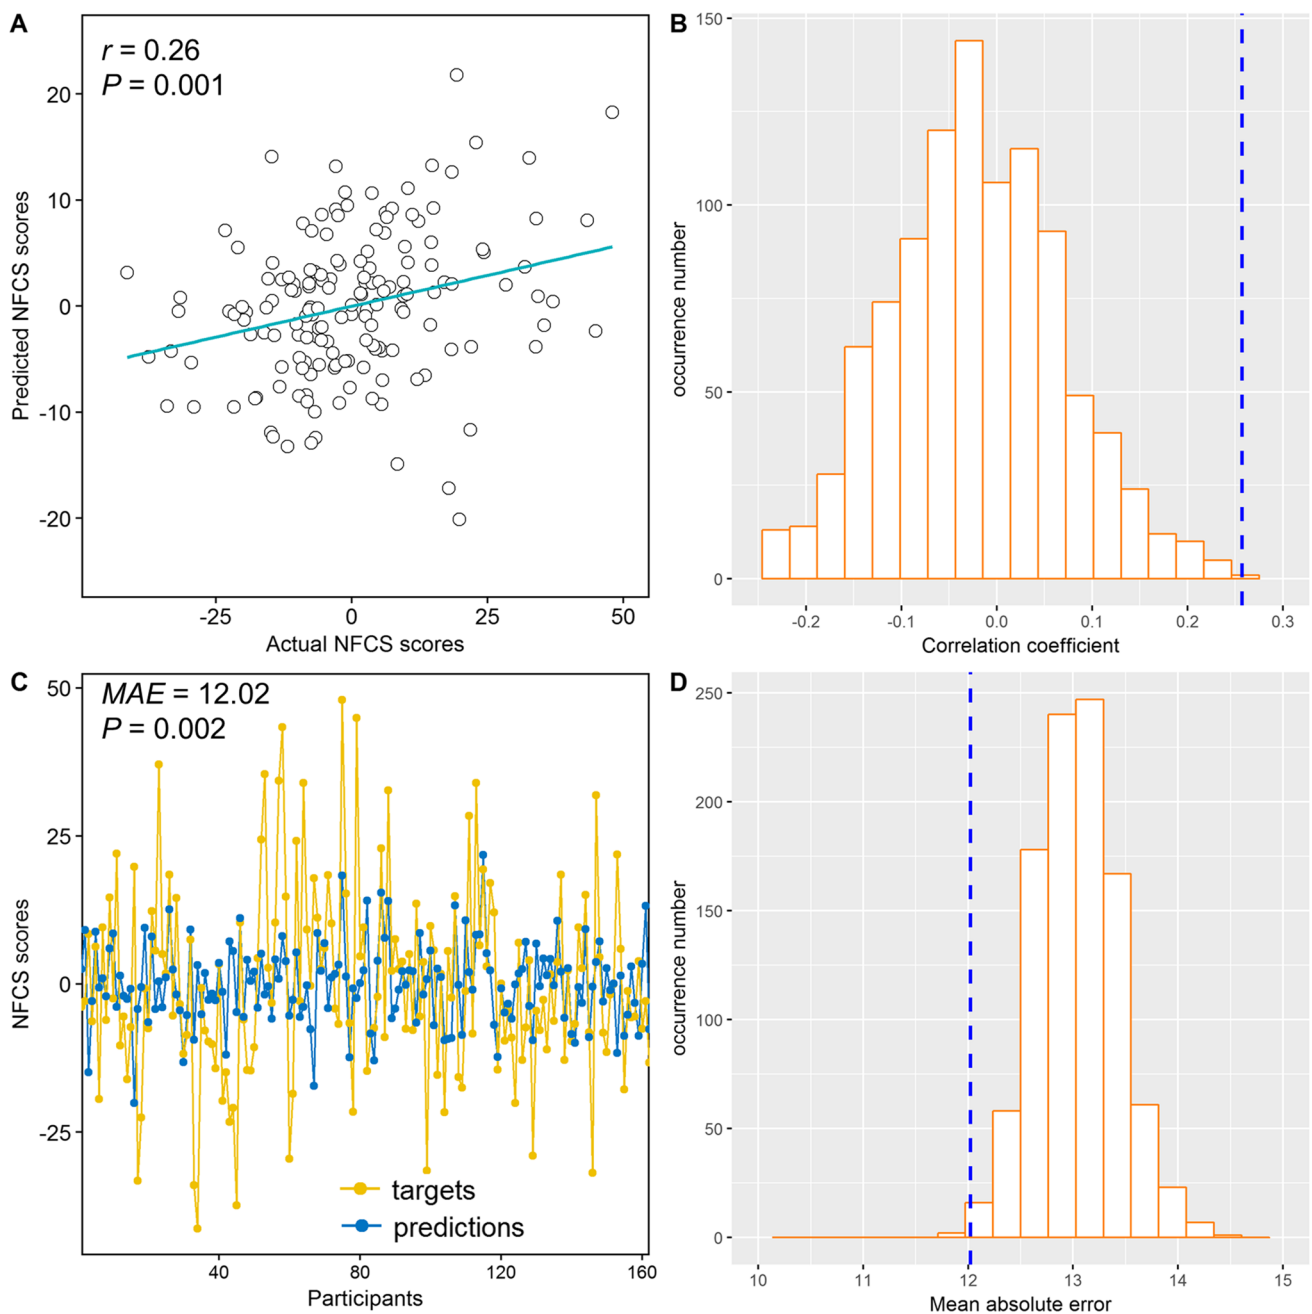 A
r = 0.26
P = 0.001
20
10
0
-10
-20
Predicted NFCS scores
-25
0
25
50
Actual NFCS scores
B
150
100
50
0
occurrence number
-0.2
-0.1
0.0
0.1
0.2
0.3
Correlation coefficient
C
MAE = 12.02
P = 0.002
50
25
0
-25
NFCS scores
targets
predictions
40
80
120
160
Participants
D
250
200
150
100
50
0
occurrence number
10
11
12
13
14
15
Mean absolute error